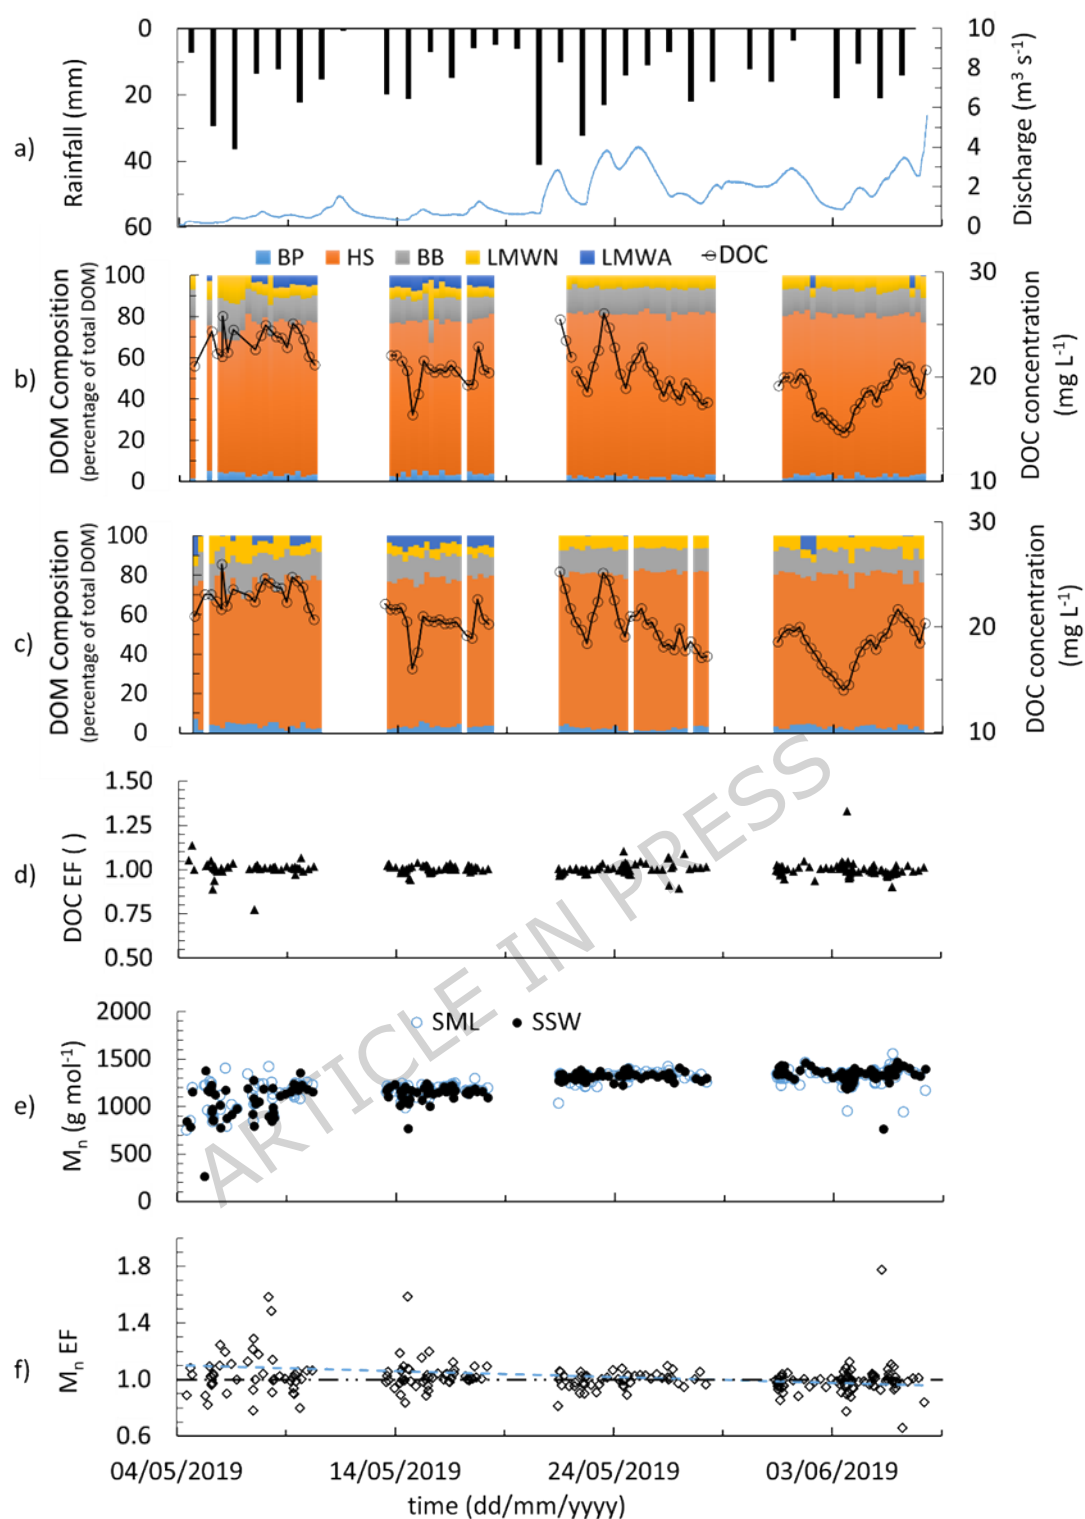 0
20
40
60
Rainfall (mm)
10
8
6
4
2
0
Discharge (m³ s⁻¹)
a)
BP HS BB LMWN LMWA DOC
100
80
60
40
20
0
DOM Composition
(percentage of total DOM)
30
20
10
DOC concentration
(mg L⁻¹)
b)
100
80
60
40
20
0
DOM Composition
(percentage of total DOM)
30
20
10
DOC concentration
(mg L⁻¹)
c)
1.50
1.25
1.00
0.75
0.50
DOC EF ( )
d)
SML SSW
2000
1500
1000
500
0
Mₙ (g mol⁻¹)
e)
1.8
1.4
1.0
0.6
Mₙ EF
f)
04/05/2019 14/05/2019 24/05/2019 03/06/2019
time (dd/mm/yyyy)
ARTICLE IN PRESS